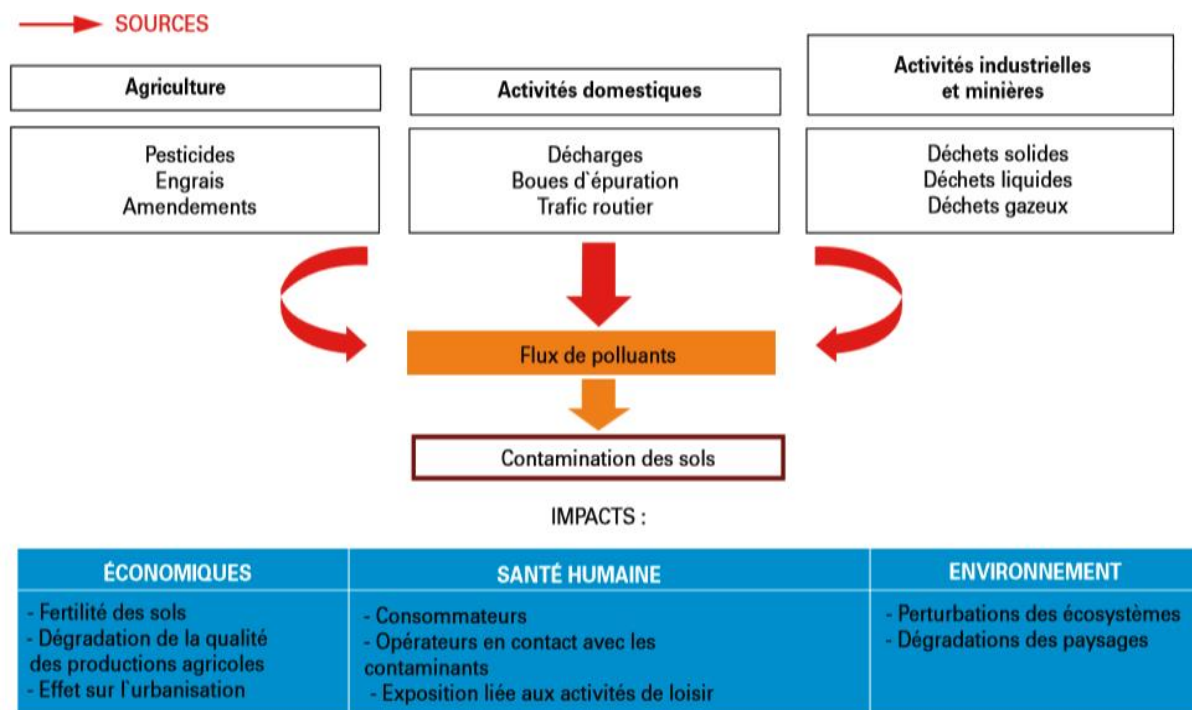 SOURCES
Agriculture
Pesticides
Engrais
Amendements
Activités domestiques
Décharges
Boues d`épuration
Trafic routier
Activités industrielles
et minières
Déchets solides
Déchets liquides
Déchets gazeux
Flux de polluants
Contamination des sols
IMPACTS :
ÉCONOMIQUES
- Fertilité des sols
- Dégradation de la qualité
des productions agricoles
- Effet sur l`urbanisation
SANTÉ HUMAINE
- Consommateurs
- Opérateurs en contact avec les
contaminants
- Exposition liée aux activités de loisir
ENVIRONNEMENT
- Perturbations des écosystèmes
- Dégradations des paysages